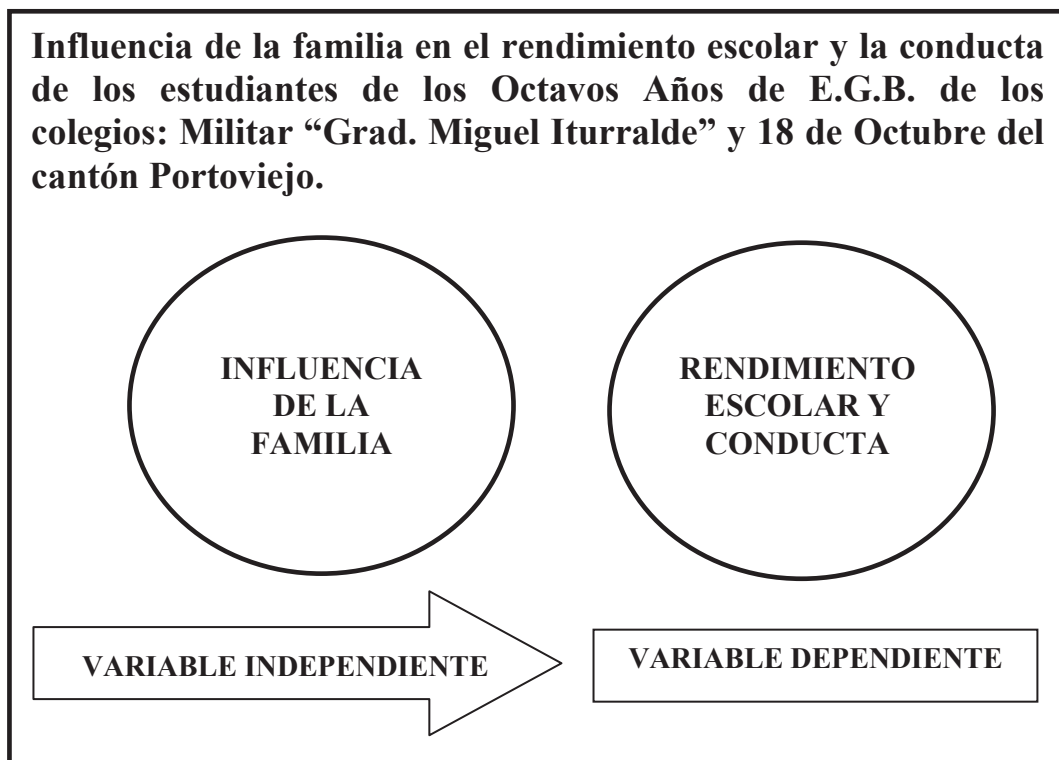 Influencia de la familia en el rendimiento escolar y la conducta
de los estudiantes de los Octavos Años de E.G.B. de los
colegios: Militar “Grad. Miguel Iturralde” y 18 de Octubre del
cantón Portoviejo.
INFLUENCIA
DE LA
FAMILIA
RENDIMIENTO
ESCOLAR Y
CONDUCTA
VARIABLE INDEPENDIENTE
VARIABLE DEPENDIENTE